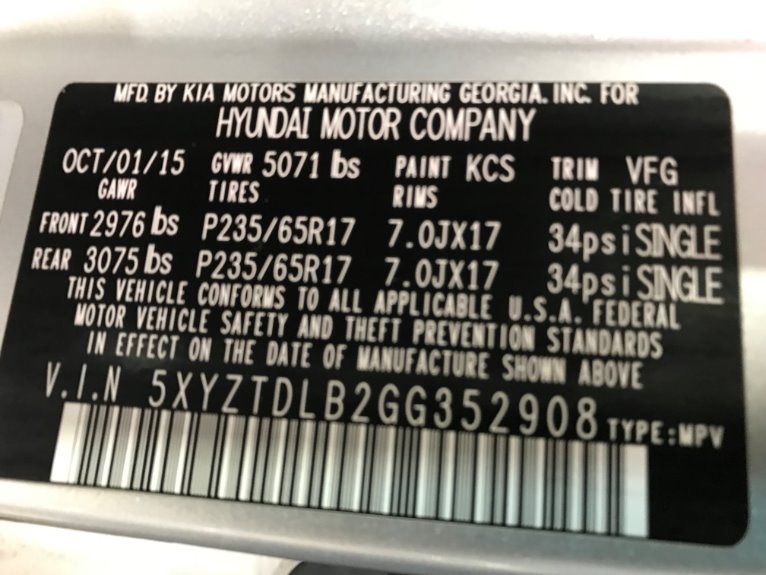 MFD. BY KIA MOTORS MANUFACTURING GEORGIA. INC. FOR
HYUNDAI MOTOR COMPANY
OCT/01/15 GVWR 5071 lbs PAINT KCS TRIM VFG
GAWR TIRES RIMS COLD TIRE INFL
FRONT 2976 lbs P235/65R17 7.0JX17 34psi SINGLE
REAR 3075 lbs P235/65R17 7.0JX17 34psi SINGLE
THIS VEHICLE CONFORMS TO ALL APPLICABLE U.S.A. FEDERAL
MOTOR VEHICLE SAFETY AND THEFT PREVENTION STANDARDS
IN EFFECT ON THE DATE OF MANUFACTURE SHOWN ABOVE
V.I.N 5XYZTDLB2GG352908 TYPE:MPV